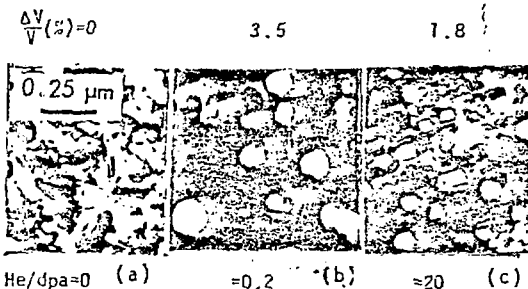 ΔV/V(%)=0 3.5 1.8
0.25 μm
He/dpa=0 (a) =0.2 (b) =20 (c)